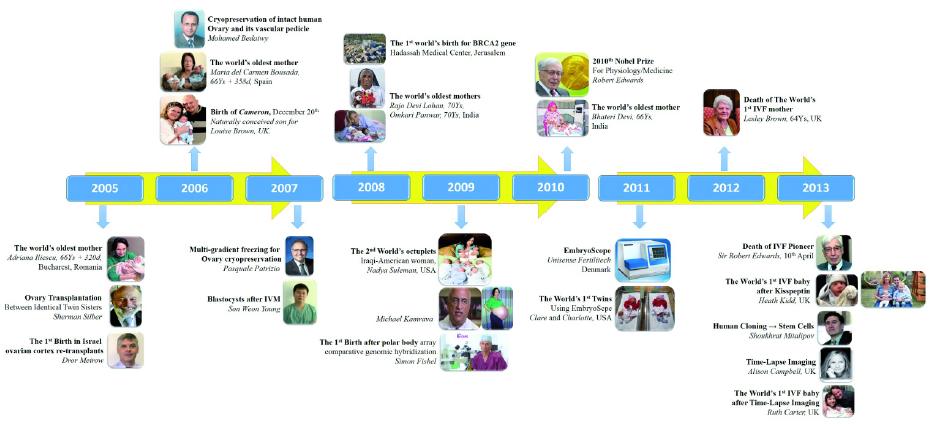 Cryopreservation of intact human
Ovary and its vascular pedicle
Mohamed Bedaiwy
The world's oldest mother
Maria del Carmen Bousada,
66Ys + 358d, Spain
Birth of Cameron, December 20th
Naturally conceived son for
Louise Brown, UK.
The 1st world's birth for BRCA2 gene
Hadassah Medical Center, Jerusalem
The world's oldest mothers
Rajo Devi Lohan, 70Ys,
Omkari Panwar, 70Ys, India
2010th Nobel Prize
For Physiology/Medicine
Robert Edwards
The world's oldest mother
Bhateri Devi, 66Ys,
India
Death of The World's
1st IVF mother
Lesley Brown, 64Ys, UK
2005
2006
2007
2008
2009
2010
2011
2012
2013
The world's oldest mother
Adriana Iliescu, 66Ys + 320d,
Bucharest, Romania
Ovary Transplantation
Between Identical Twin Sisters
Sherman Silber
The 1st Birth in Israel
ovarian cortex re-transplants
Dror Meirow
Multi-gradient freezing for
Ovary cryopreservation
Pasquale Patrizio
Blastocysts after IVM
Son Weon Young
The 2nd World's octuplets
Iraqi-American woman,
Nadya Suleman, USA
Michael Kamrava
The 1st Birth after polar body array
comparative genomic hybridization
Simon Fishel
EmbryoScope
Unisense Fertilitech
Denmark
The World's 1st Twins
Using EmbryoScpe
Clare and Charlotte, USA
Death of IVF Pioneer
Sir Robert Edwards, 10th April
The World's 1st IVF baby
after Kisspeptin
Heath Kidd, UK
Human Cloning → Stem Cells
Shoukhrat Mitalipov
Time-Lapse Imaging
Alison Campbell, UK
The World's 1st IVF baby
after Time-Lapse Imaging
Ruth Carter, UK